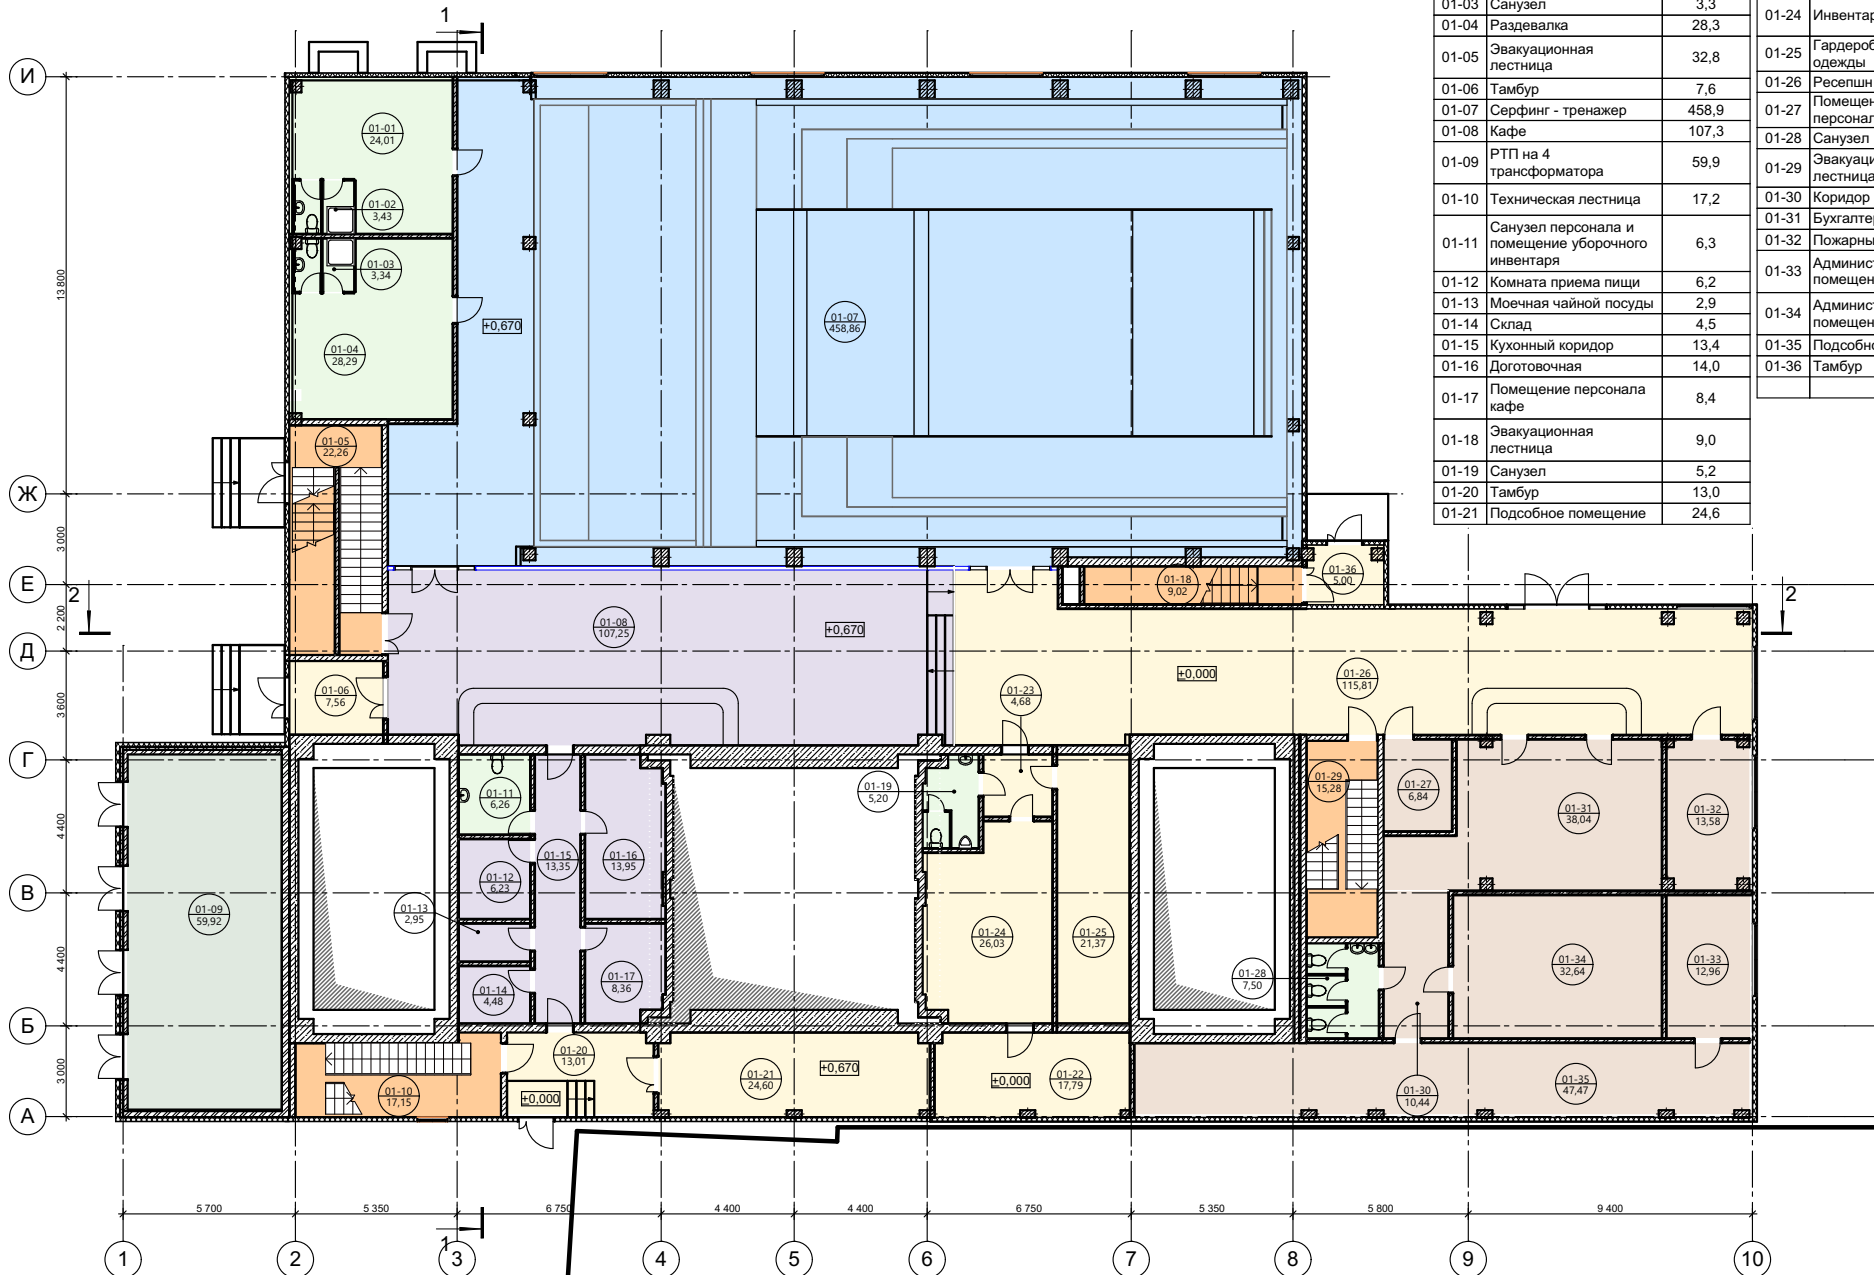 1
И
Ж
Е
2
Д
Г
В
Б
А
13 800
3 000
2 200
3 600
4 400
4 400
3 000
01-01
24,01
01-02
3,43
01-03
3,34
01-04
28,29
+0,670
01-07
458,86
01-05
22,26
01-06
7,56
01-08
107,25
+0,670
01-18
9,02
01-36
5,00
2
01-23
4,68
+0,000
01-26
115,81
01-09
59,92
01-11
6,26
01-12
6,23
01-13
2,95
01-14
4,48
01-15
13,35
01-16
13,95
01-17
8,36
01-19
5,20
01-24
26,03
01-25
21,37
01-29
15,28
01-27
6,84
01-31
38,04
01-32
13,58
01-28
7,50
01-34
32,64
01-33
12,96
01-10
17,15
01-20
13,01
+0,000
01-21
24,60
+0,670
+0,000
01-22
17,79
01-30
10,44
01-35
47,47
5 700
5 350
6 750
4 400
4 400
6 750
5 350
5 800
9 400
1
1
2
3
4
5
6
7
8
9
10
01-03 Санузел 3,3
01-04 Раздевалка 28,3
01-05 Эвакуационная
лестница 32,8
01-06 Тамбур 7,6
01-07 Серфинг - тренажер 458,9
01-08 Кафе 107,3
01-09 РТП на 4
трансформатора 59,9
01-10 Техническая лестница 17,2
01-11 Санузел персонала и
помещение уборочного
инвентаря 6,3
01-12 Комната приема пищи 6,2
01-13 Моечная чайной посуды 2,9
01-14 Склад 4,5
01-15 Кухонный коридор 13,4
01-16 Доготовочная 14,0
01-17 Помещение персонала
кафе 8,4
01-18 Эвакуационная
лестница 9,0
01-19 Санузел 5,2
01-20 Тамбур 13,0
01-21 Подсобное помещение 24,6
01-24 Инвентар
01-25 Гардероб
одежды
01-26 Ресепшн
01-27 Помещен
персонал
01-28 Санузел
01-29 Эвакуаци
лестница
01-30 Коридор
01-31 Бухгалтер
01-32 Пожарны
01-33 Админист
помещен
01-34 Админист
помещен
01-35 Подсобно
01-36 Тамбур